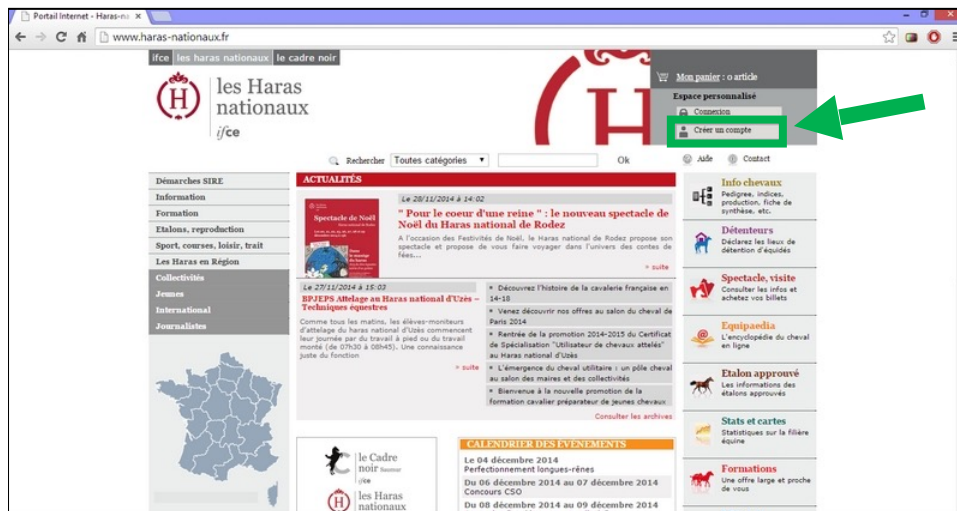 Portail Internet - Haras-na
www.haras-nationaux.fr
ifce les haras nationaux le cadre noir
les Haras
nationaux
ifce
Mon panier : 0 article
Espace personnalisé
Connexion
Créer un compte
Rechercher Toutes catégories Ok Aide Contact
Démarches SIRE
Information
Formation
Etalons, reproduction
Sport, courses, loisir, trait
Les Haras en Région
Collectivités
Jeunes
International
Journalistes
ACTUALITÉS
Spectacle de Noël
Le 28/11/2014 à 14:02
" Pour le coeur d'une reine " : le nouveau spectacle de
Noël du Haras national de Rodez
A l'occasion des Festivités de Noël, le Haras national de Rodez propose son
spectacle et propose de vous faire voyager dans l'univers des contes de
fées...
» suite
Le 27/11/2014 à 15:03
BPJEPS Attelage au Haras national d'Uzès –
Techniques équestres
Comme tous les matins, les élèves-moniteurs
d'attelage du haras national d'Uzès commencent
leur journée par du travail à pied ou du travail
monté (de 07h30 à 08h45). Une connaissance
juste du fonction
» suite
Découvrez l'histoire de la cavalerie française en
14-18
Venez découvrir nos offres au salon du cheval de
Paris 2014
Rentrée de la promotion 2014-2015 du Certificat
de Spécialisation "Utilisateur de chevaux attelés"
au Haras national d'Uzès
L'émergence du cheval utilitaire : un pôle cheval
au salon des maires et des collectivités
Bienvenue à la nouvelle promotion de la
formation cavalier préparateur de jeunes chevaux
Consulter les archives
le Cadre
noir Saumur
ifce
les Haras
nationaux
CALENDRIER DES ÉVÉNEMENTS
Le 04 décembre 2014
Perfectionnement longues-rênes
Du 06 décembre 2014 au 07 décembre 2014
Concours CSO
Du 08 décembre 2014 au 09 décembre 2014
Info chevaux
Pedigree, indices,
production, fiche de
synthèse, etc.
Détenteurs
Déclarez les lieux de
détention d'équidés
Spectacle, visite
Consulter les infos et
achetez vos billets
Equipaedia
L'encyclopédie du cheval
en ligne
Etalon approuvé
Les informations des
étalons approuvés
Stats et cartes
Statistiques sur la filière
équine
Formations
Une offre large et proche
de vous